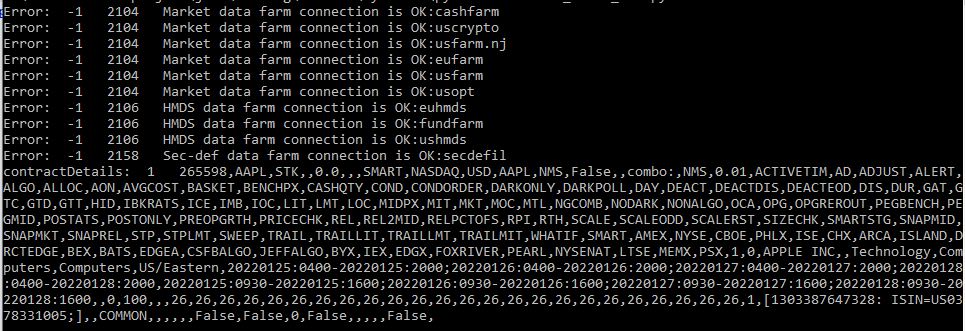 Error:  -1   2104   Market data farm connection is OK:cashfarm
Error:  -1   2104   Market data farm connection is OK:uscrypto
Error:  -1   2104   Market data farm connection is OK:usfarm.nj
Error:  -1   2104   Market data farm connection is OK:eufarm
Error:  -1   2104   Market data farm connection is OK:usfarm
Error:  -1   2104   Market data farm connection is OK:usopt
Error:  -1   2106   HMDS data farm connection is OK:euhmds
Error:  -1   2106   HMDS data farm connection is OK:fundfarm
Error:  -1   2106   HMDS data farm connection is OK:ushmds
Error:  -1   2158   Sec-def data farm connection is OK:secdefil
contractDetails:  1   265598,AAPL,STK,,0.0,,,SMART,NASDAQ,USD,AAPL,NMS,False,,combo:,NMS,0.01,ACTIVETIM,AD,ADJUST,ALERT,
ALGO,ALLOC,AON,AVGCOST,BASKET,BENCHPX,CASHQTY,COND,CONDORDER,DARKONLY,DARKPOLL,DAY,DEACT,DEACTDIS,DEACTEOD,DIS,DUR,GAT,G
TC,GTD,GTT,HID,IBKRATS,ICE,IMB,IOC,LIT,LMT,LOC,MIDPX,MIT,MKT,MOC,MTL,NGCOMB,NODARK,NONALGO,OCA,OPG,OPGREROUT,PEGBENCH,PE
GMID,POSTATS,POSTONLY,PREOPGRTH,PRICECHK,REL,REL2MID,RELPCTOFS,RPI,RTH,SCALE,SCALEODD,SCALERST,SIZECHK,SMARTSTG,SNAPMID,
SNAPMKT,SNAPREL,STP,STPLMT,SWEEP,TRAIL,TRAILLIT,TRAILLMT,TRAILMIT,WHATIF,SMART,AMEX,NYSE,CBOE,PHLX,ISE,CHX,ARCA,ISLAND,D
RCTEDGE,BEX,BATS,EDGEA,CSFBALGO,JEFFALGO,BYX,IEX,EDGX,FOXRIVER,PEARL,NYSENAT,LTSE,MEMX,PSX,1,0,APPLE INC,,Technology,Com
puters,Computers,US/Eastern,20220125:0400-20220125:2000;20220126:0400-20220126:2000;20220127:0400-20220127:2000;20220128
:0400-20220128:2000,20220125:0930-20220125:1600;20220126:0930-20220126:1600;20220127:0930-20220127:1600;20220128:0930-20
220128:1600,,0,100,,,26,26,26,26,26,26,26,26,26,26,26,26,26,26,26,26,26,26,26,26,26,26,26,26,26,1,[1303387647328: ISIN=US03
78331005;],,COMMON,,,,,,False,False,0,False,,,,,False,